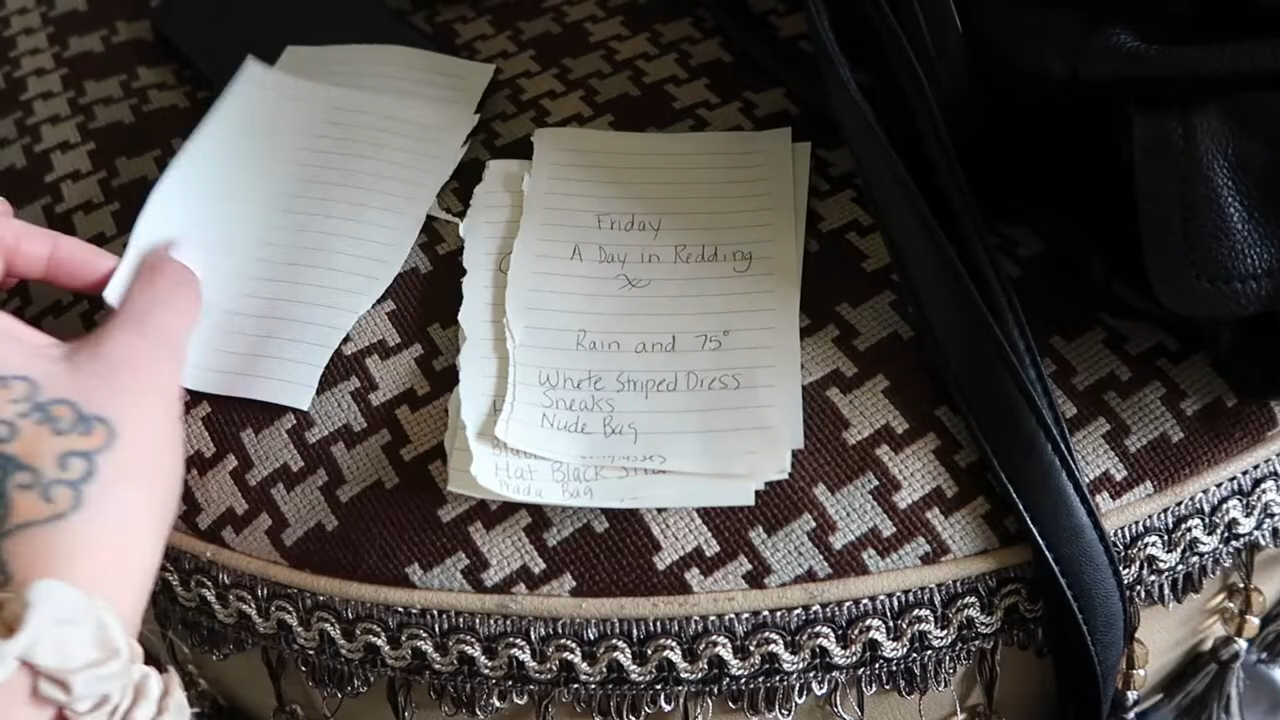 Friday
A Day in Redding
Rain and 75°
White Striped Dress
Sneaks
Nude Bag
Hat Black
Prada Bag